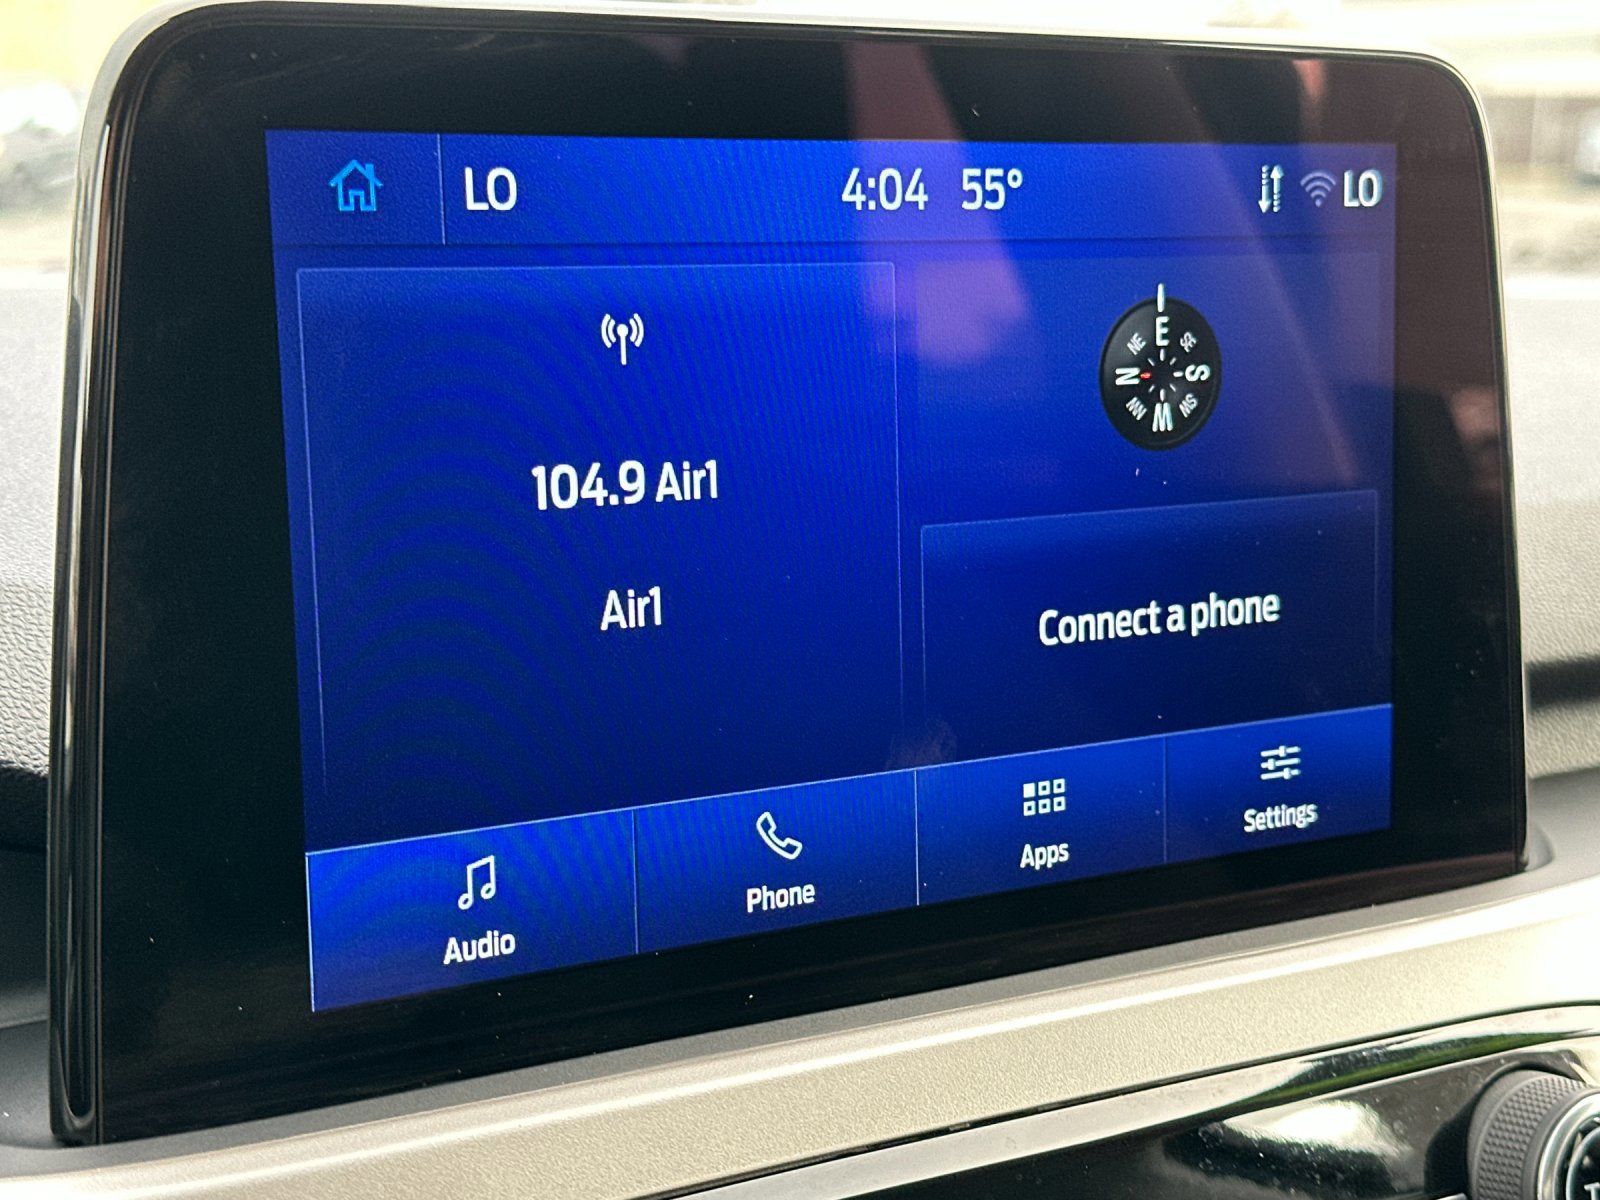 LO 4:04 55° LO
E
NE SE
N S
NW SW
W
104.9 Air1
Air1
Connect a phone
Audio
Phone
Apps
Settings